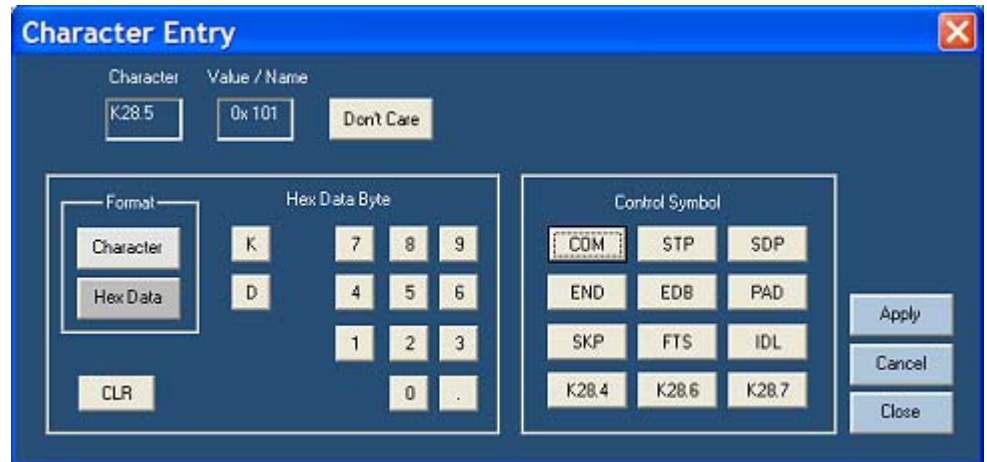 Character Entry
Character Value / Name
K28.5 0x 101 Don't Care
Format Hex Data Byte Control Symbol
Character K 7 8 9 COM STP SDP
Hex Data D 4 5 6 END EDB PAD
Apply
1 2 3 SKP FTS IDL
Cancel
CLR 0 . K28.4 K28.6 K28.7
Close